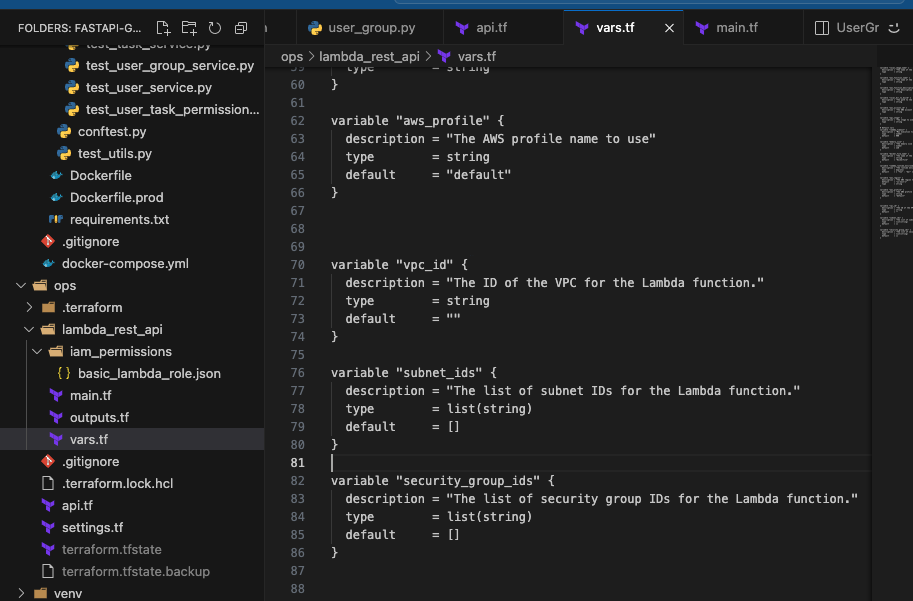 FOLDERS: FASTAPI-G...
test_task_service.py
test_user_group_service.py
test_user_service.py
test_user_task_permission...
conftest.py
test_utils.py
Dockerfile
Dockerfile.prod
requirements.txt
.gitignore
docker-compose.yml
ops
.terraform
lambda_rest_api
iam_permissions
basic_lambda_role.json
main.tf
outputs.tf
vars.tf
.gitignore
.terraform.lock.hcl
api.tf
settings.tf
terraform.tfstate
terraform.tfstate.backup
venv
user_group.py
api.tf
vars.tf
main.tf
UserGr
ops > lambda_rest_api > vars.tf
59 type = string
60 }
61
62 variable "aws_profile" {
63 description = "The AWS profile name to use"
64 type = string
65 default = "default"
66 }
67
68
69
70 variable "vpc_id" {
71 description = "The ID of the VPC for the Lambda function."
72 type = string
73 default = ""
74 }
75
76 variable "subnet_ids" {
77 description = "The list of subnet IDs for the Lambda function."
78 type = list(string)
79 default = []
80 }
81
82 variable "security_group_ids" {
83 description = "The list of security group IDs for the Lambda function."
84 type = list(string)
85 default = []
86 }
87
88